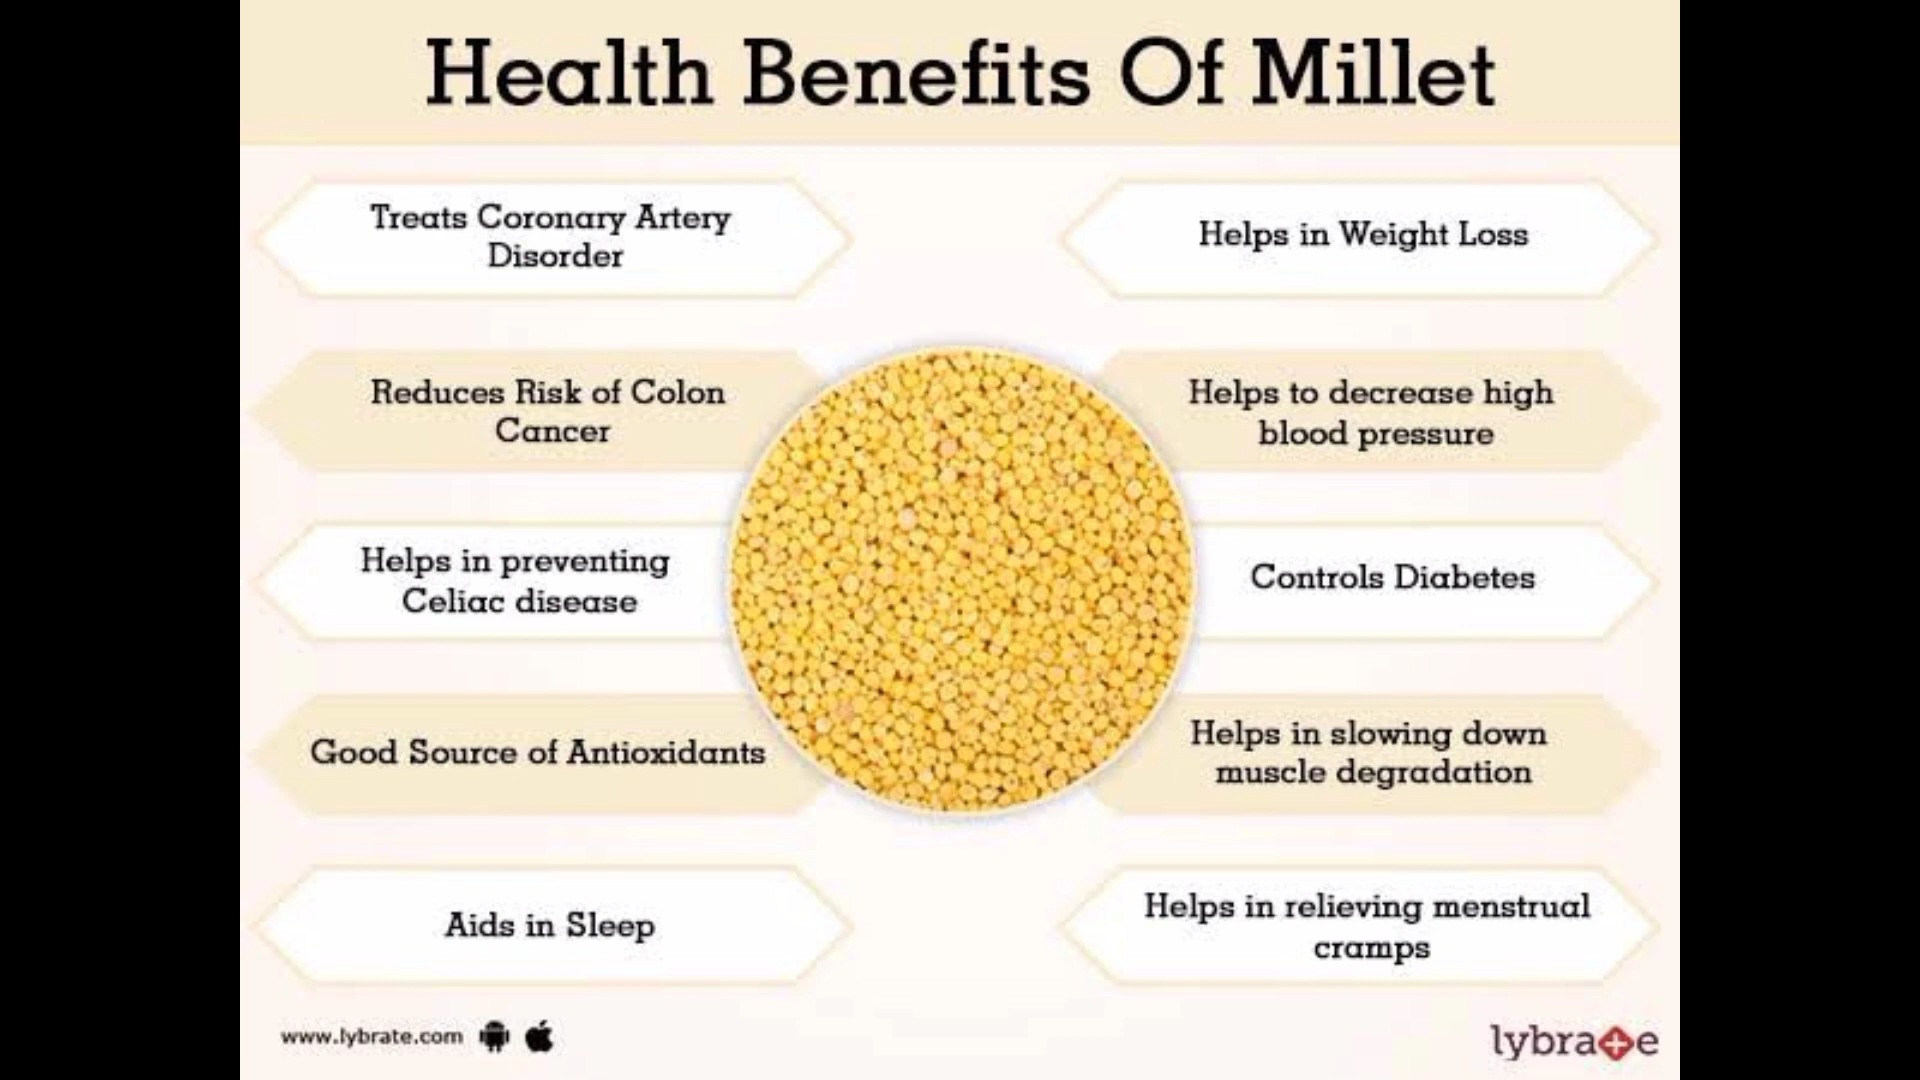 Health Benefits Of Millet
Treats Coronary Artery
Disorder
Helps in Weight Loss
Reduces Risk of Colon
Cancer
Helps to decrease high
blood pressure
Helps in preventing
Celiac disease
Controls Diabetes
Good Source of Antioxidants
Helps in slowing down
muscle degradation
Aids in Sleep
Helps in relieving menstrual
cramps
www.lybrate.com
lybrate